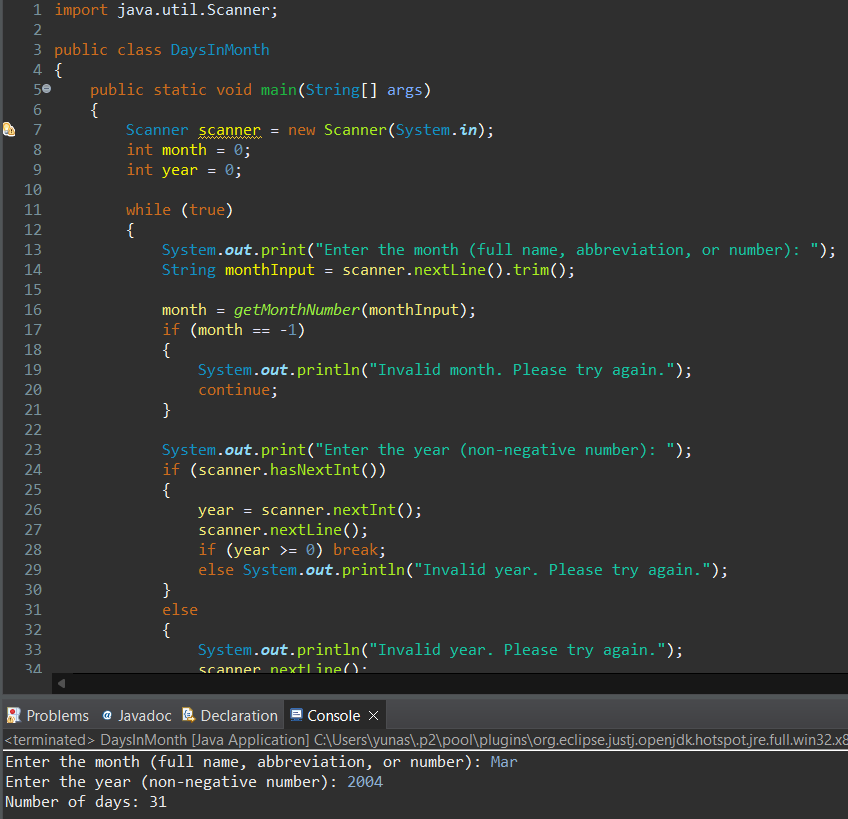 1 import java.util.Scanner;
2
3 public class DaysInMonth
4 {
5 public static void main(String[] args)
6 {
7 Scanner scanner = new Scanner(System.in);
8 int month = 0;
9 int year = 0;
10
11 while (true)
12 {
13 System.out.print("Enter the month (full name, abbreviation, or number): ");
14 String monthInput = scanner.nextLine().trim();
15
16 month = getMonthNumber(monthInput);
17 if (month == -1)
18 {
19 System.out.println("Invalid month. Please try again.");
20 continue;
21 }
22
23 System.out.print("Enter the year (non-negative number): ");
24 if (scanner.hasNextInt())
25 {
26 year = scanner.nextInt();
27 scanner.nextLine();
28 if (year >= 0) break;
29 else System.out.println("Invalid year. Please try again.");
30 }
31 else
32 {
33 System.out.println("Invalid year. Please try again.");
34 scanner.nextLine();
Problems @ Javadoc Declaration Console
<terminated> DaysInMonth [Java Application] C:\Users\yunas\.p2\pool\plugins\org.eclipse.justj.openjdk.hotspot.jre.full.win32.x8
Enter the month (full name, abbreviation, or number): Mar
Enter the year (non-negative number): 2004
Number of days: 31